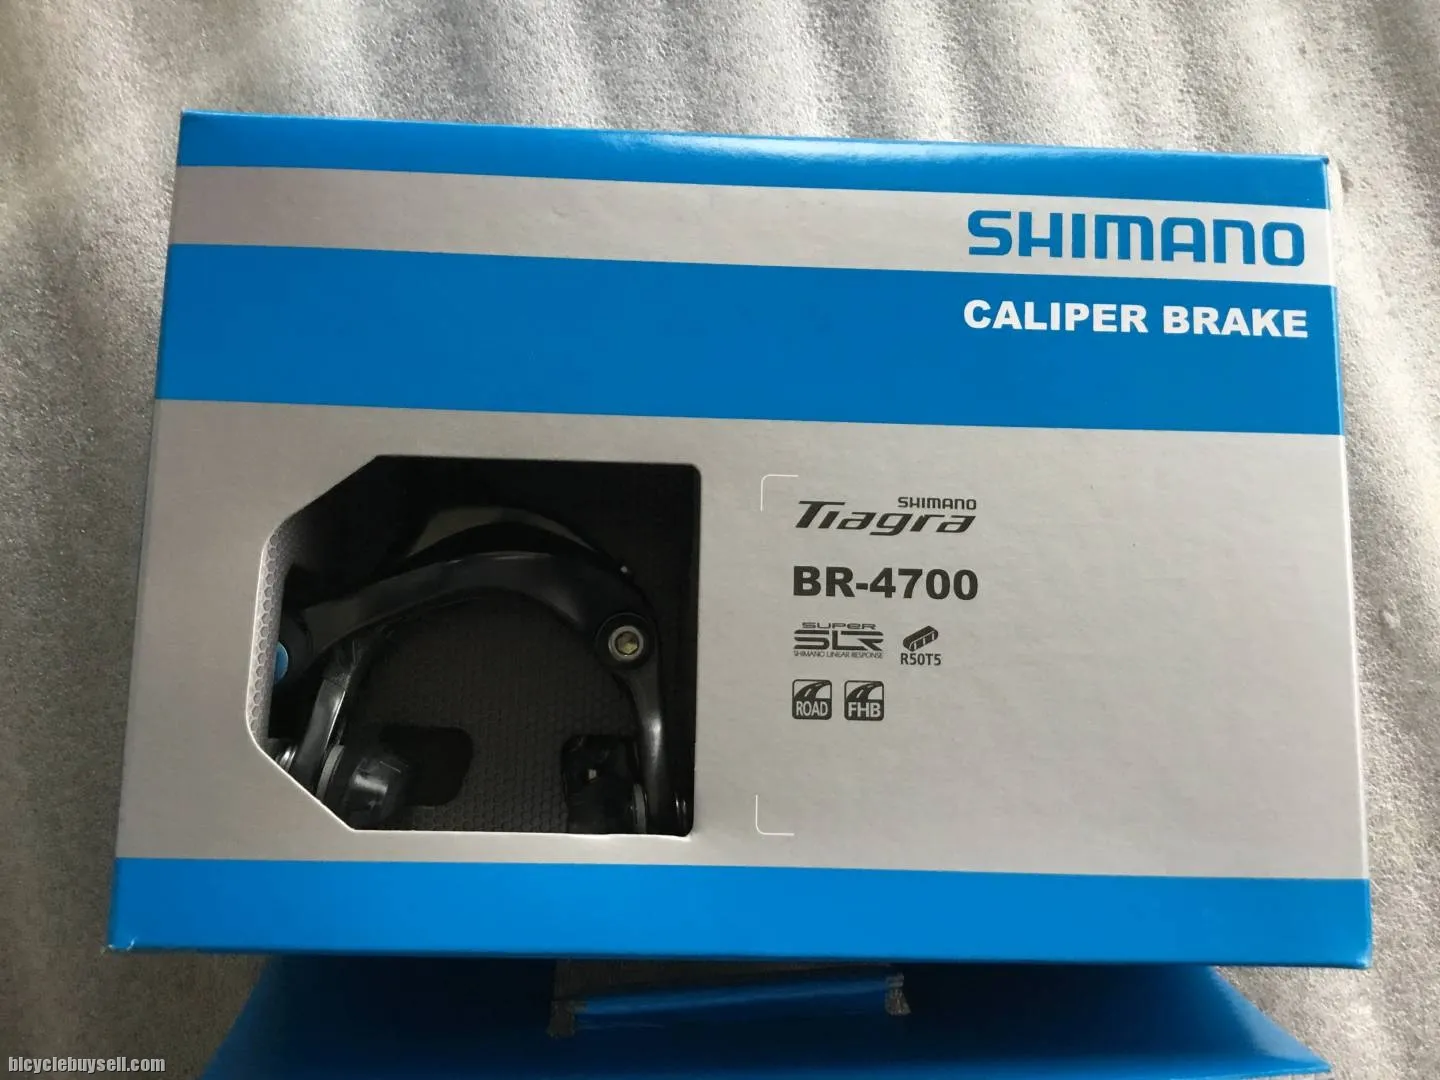 SHIMANO
CALIPER BRAKE
SHIMANO
Tiagra
BR-4700
SUPER
SLR
SHIMANO LINEAR RESPONSE
R50T5
ROAD
FHB
bicyclebuysell.com